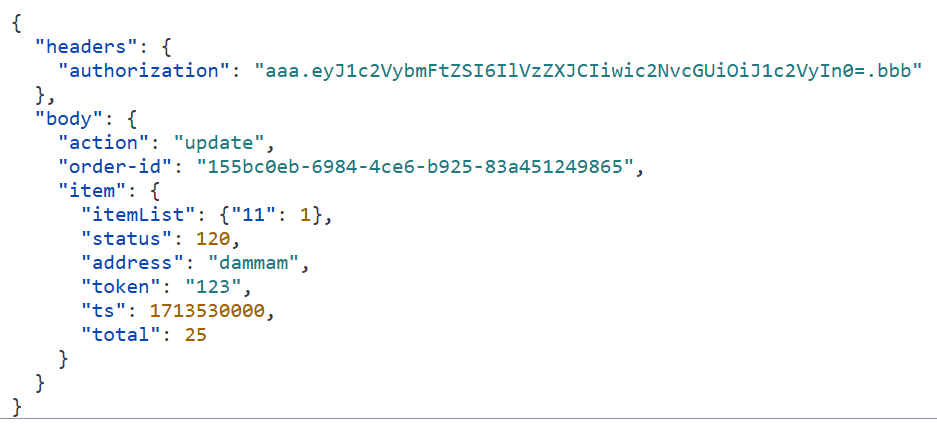 {
  "headers": {
    "authorization": "aaa.eyJ1c2VybmFtZSI6IlVzZXJCIiwic2NvcGUiOiJ1c2VyIn0=.bbb"
  },
  "body": {
    "action": "update",
    "order-id": "155bc0eb-6984-4ce6-b925-83a451249865",
    "item": {
      "itemList": {"11": 1},
      "status": 120,
      "address": "dammam",
      "token": "123",
      "ts": 1713530000,
      "total": 25
    }
  }
}